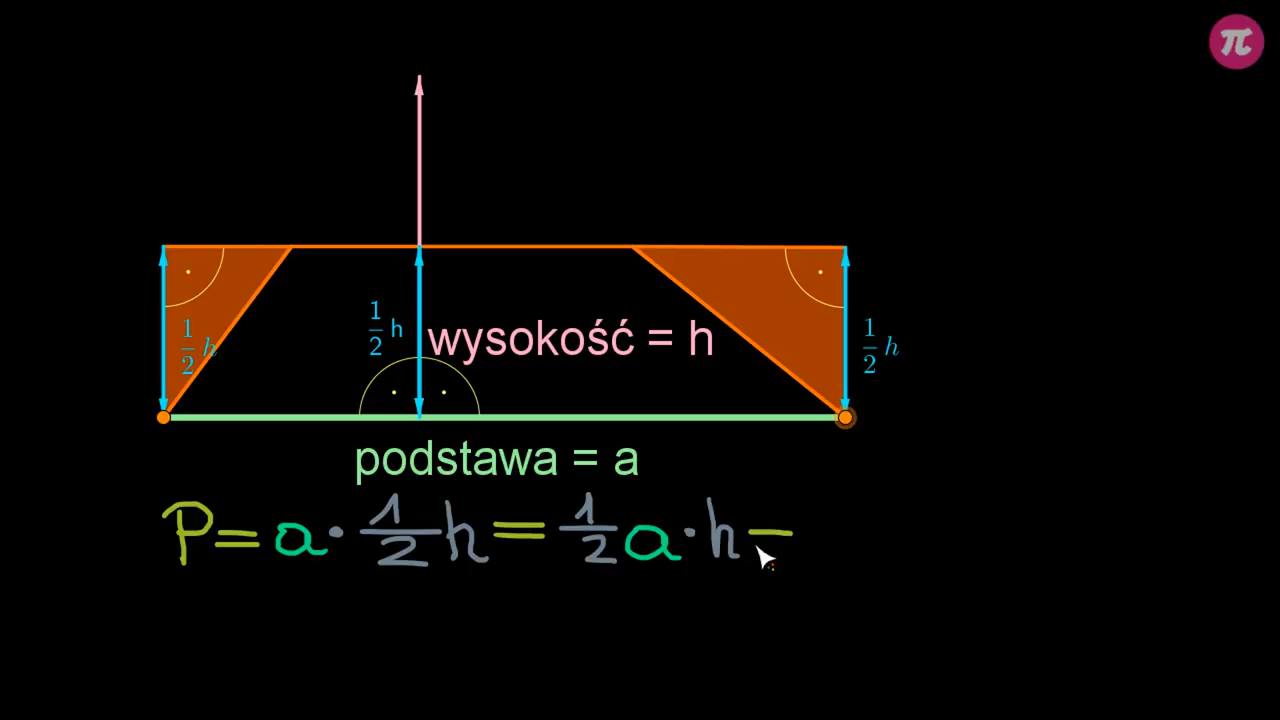 π
½ h
½ h
wysokość = h
½ h
podstawa = a
P = a · ½ h = ½ a · h –